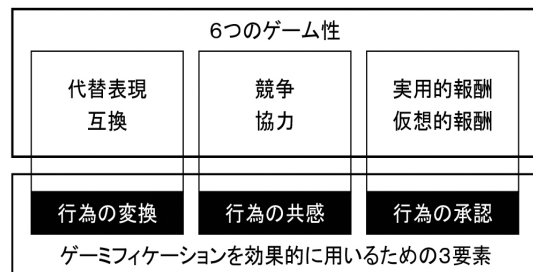 6つのゲーム性
代替表現
互換
競争
協力
実用的報酬
仮想的報酬
行為の変換
行為の共感
行為の承認
ゲーミフィケーションを効果的に用いるための3要素